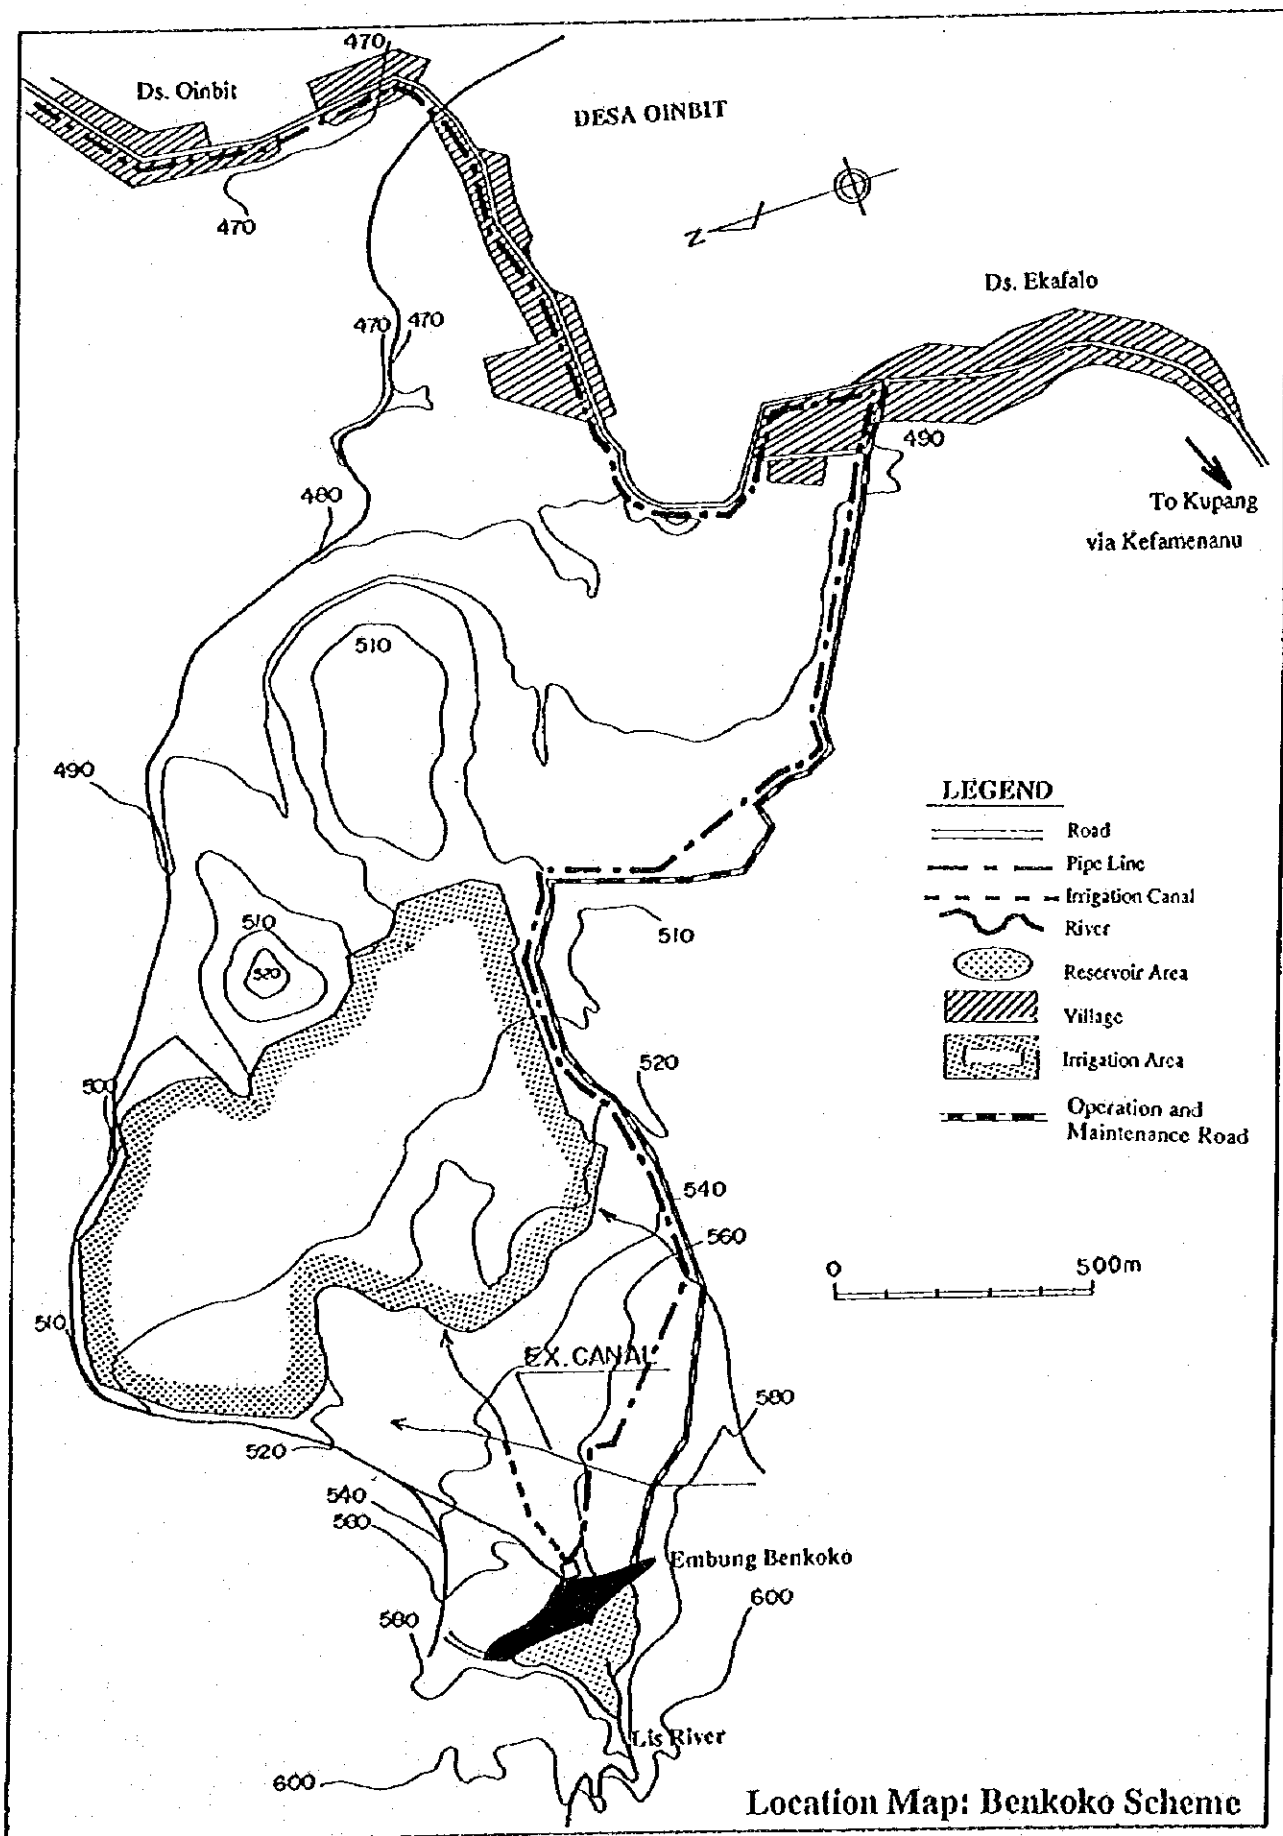 470
Ds. Oinbit
DESA OINBIT
470
N
Ds. Ekafalo
470
470
490
480
To Kupang
via Kefamenanu
510
490
LEGEND
Road
Pipe Line
Irrigation Canal
River
Reservoir Area
Village
Irrigation Area
Operation and
Maintenance Road
510
510
520
520
500
540
560
0
500m
510
EX. CANAL
580
520
540
560
Embung Benkoko
600
580
Lis River
600
Location Map: Benkoko Scheme